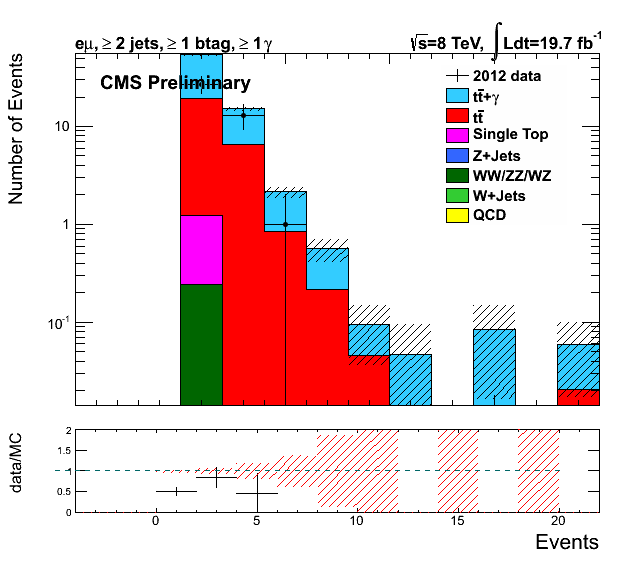 eμ, ≥ 2 jets, ≥ 1 btag, ≥ 1 γ
√s=8 TeV, ∫Ldt=19.7 fb⁻¹
CMS Preliminary
2012 data
tt̄+γ
tt̄
Single Top
Z+Jets
WW/ZZ/WZ
W+Jets
QCD
Number of Events
10
1
10⁻¹
data/MC
2
1.5
1
0.5
0
0 5 10 15 20
Events